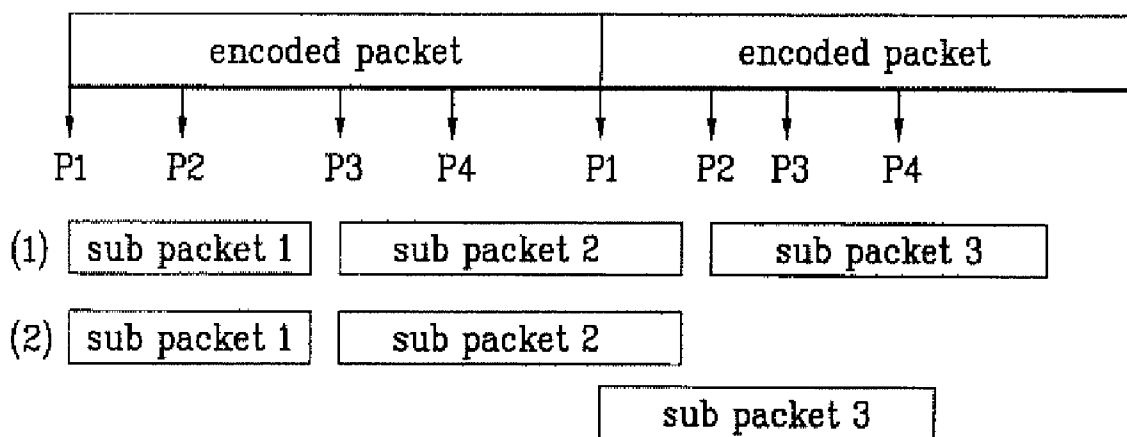 encoded packet encoded packet
P1 P2 P3 P4 P1 P2 P3 P4
(1) sub packet 1 sub packet 2 sub packet 3
(2) sub packet 1 sub packet 2
sub packet 3